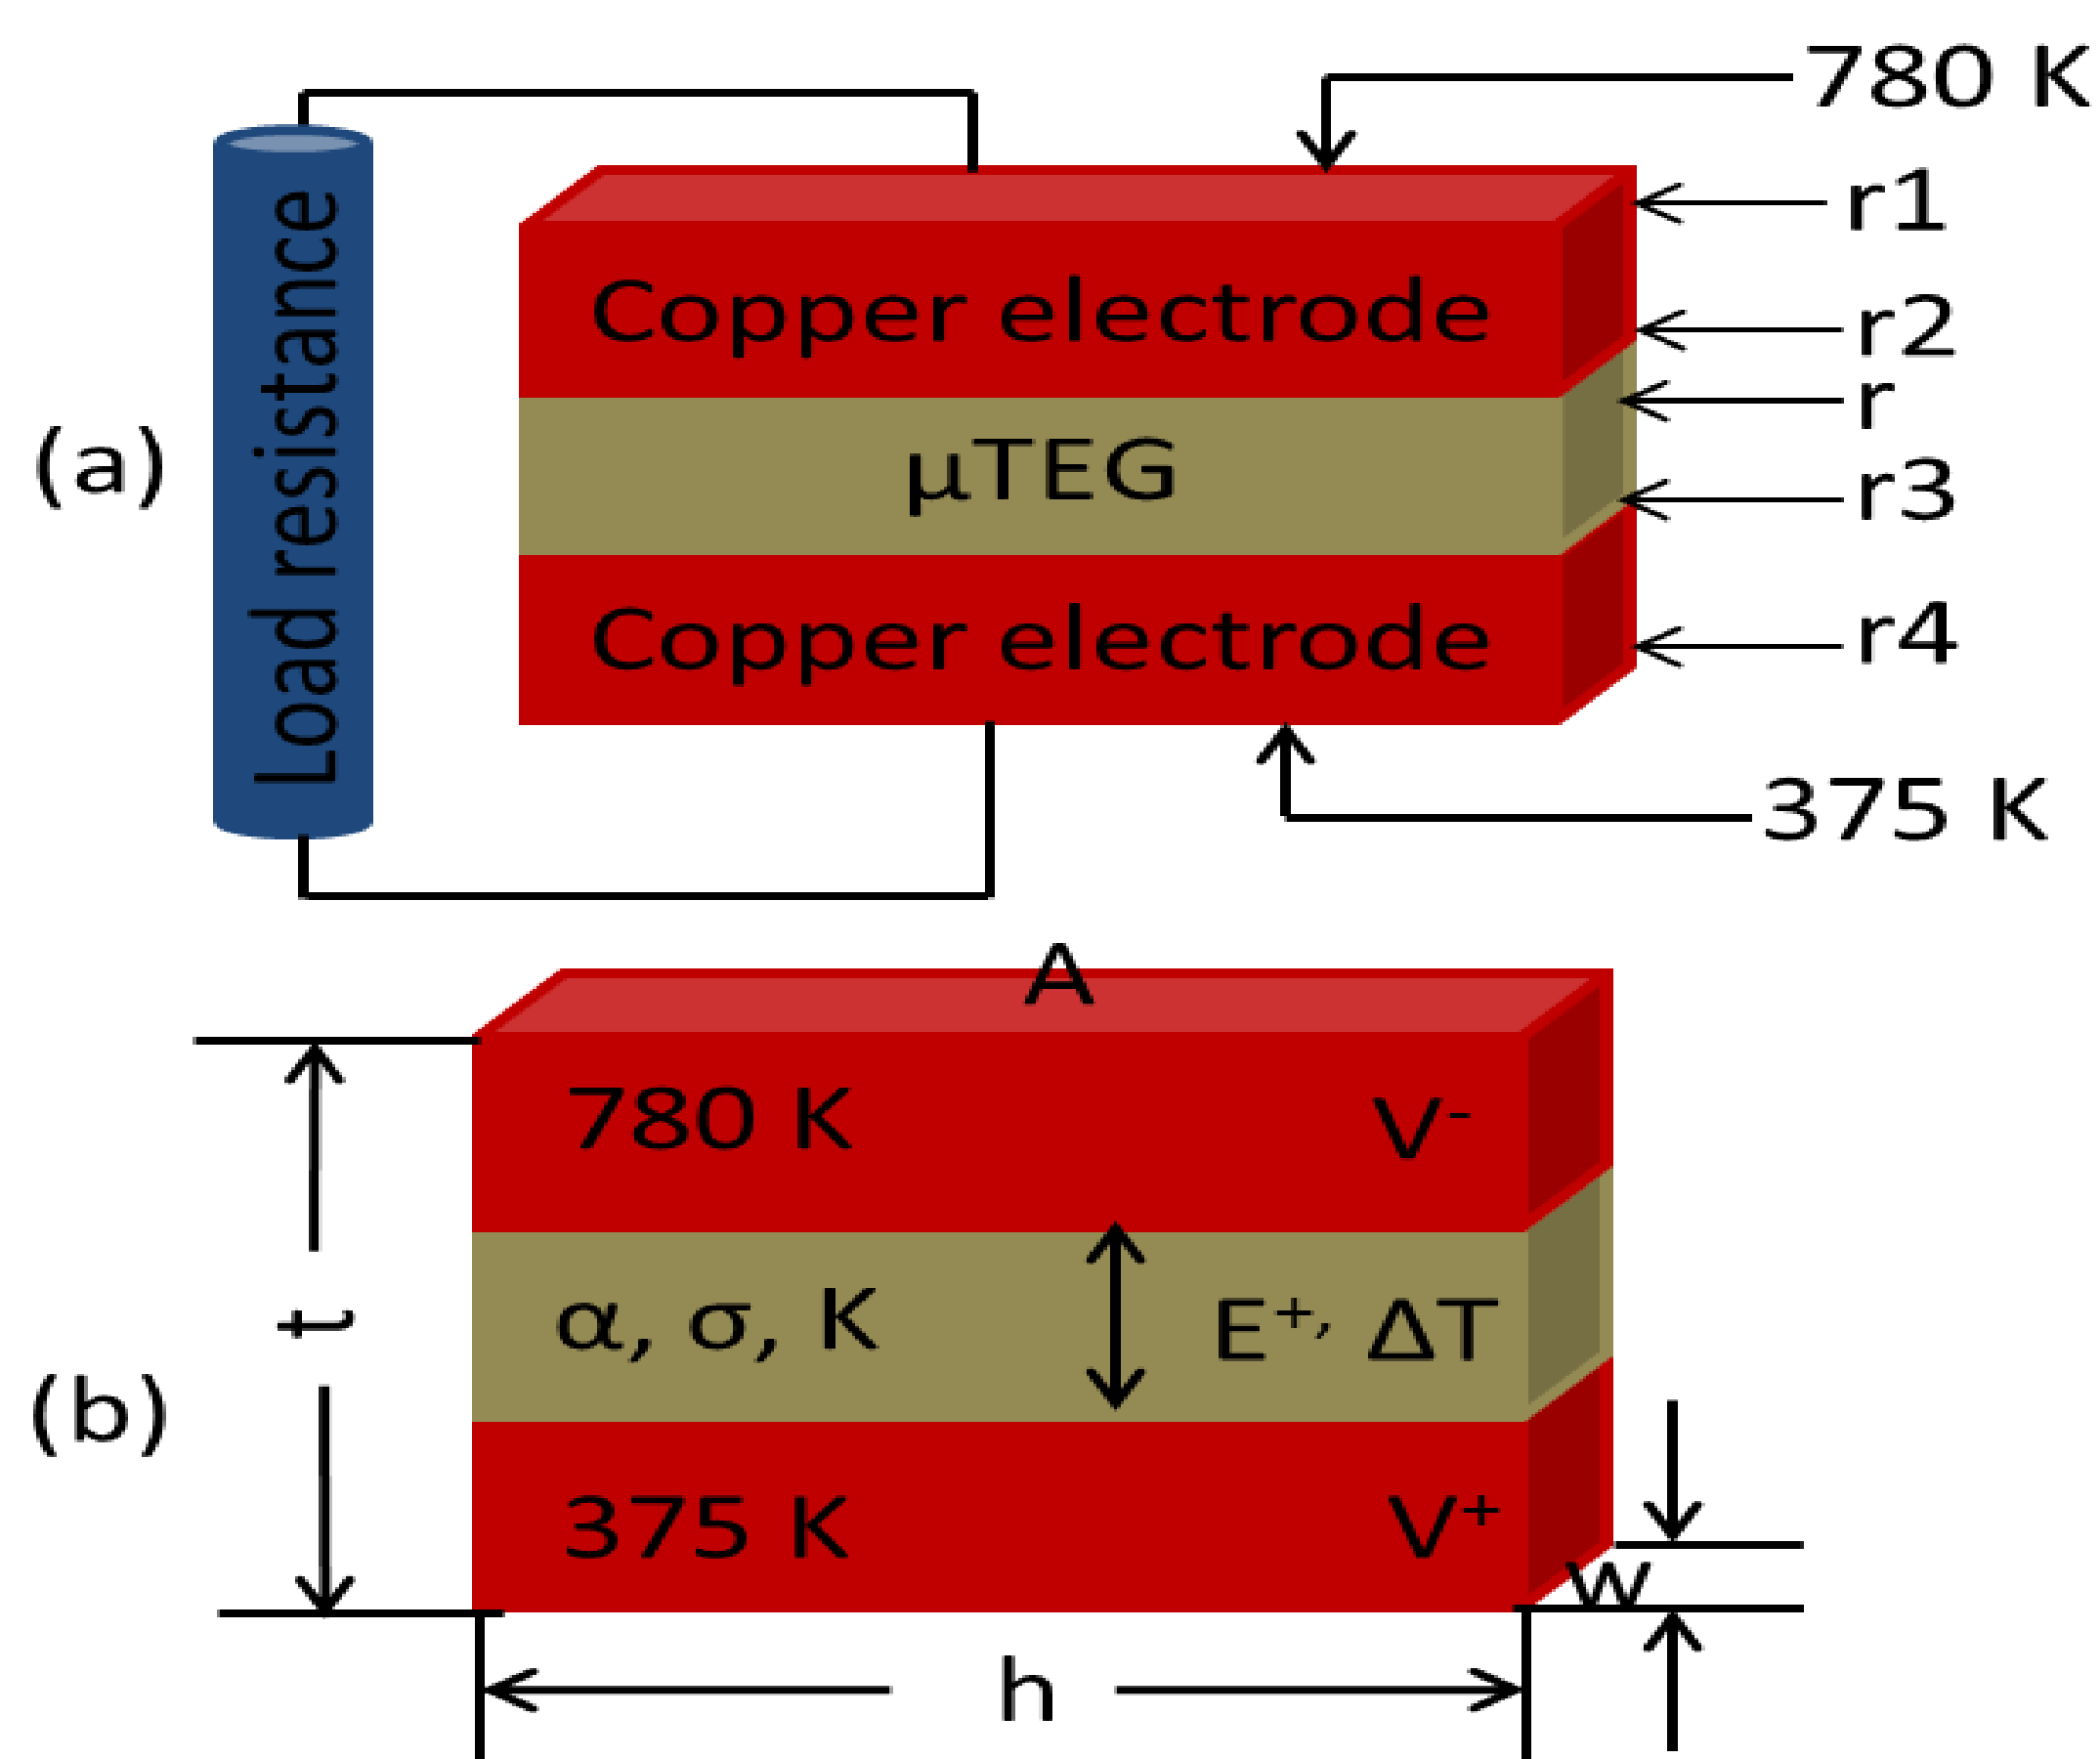 780 K
r1
Copper electrode
r2
r
(a)
Load resistance
μTEG
r3
Copper electrode
r4
375 K
A
780 K
V⁻
t
α, σ, K
E⁺, ΔT
(b)
375 K
V⁺
w
h